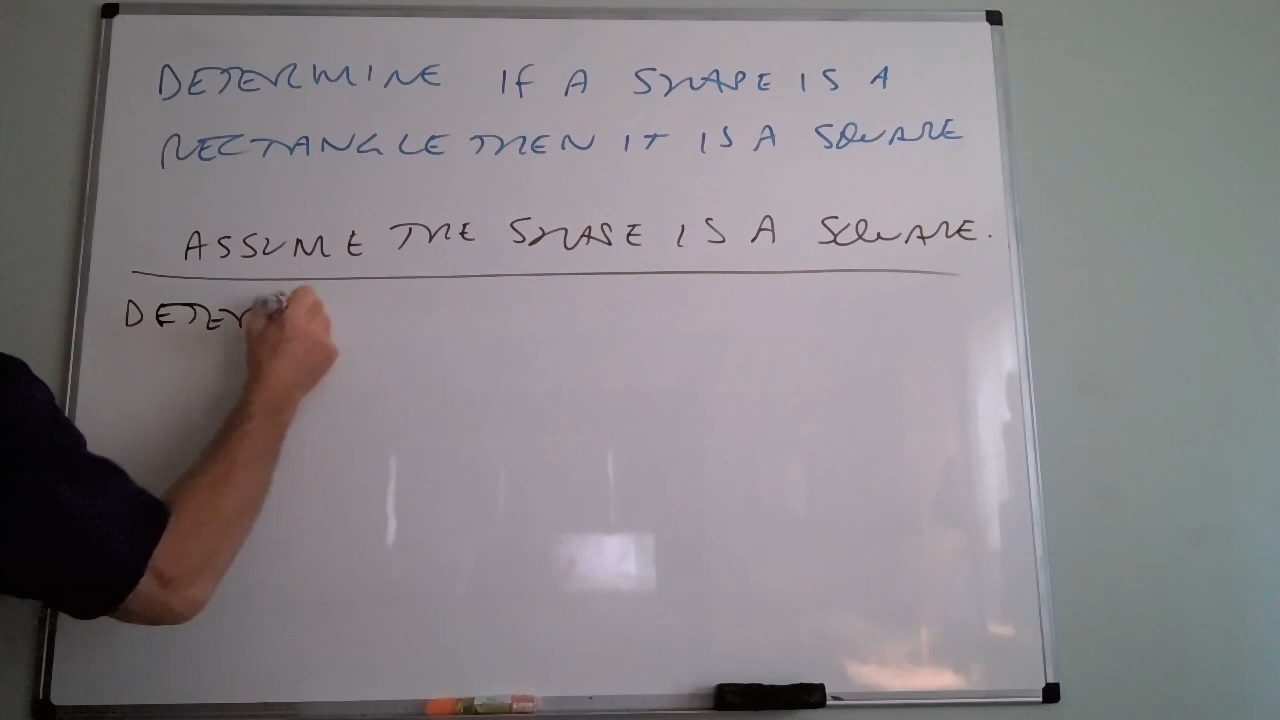 DETERMINE IF A SHAPE IS A
RECTANGLE THEN IT IS A SQUARE
ASSUME THE SHAPE IS A SQUARE.
DETER